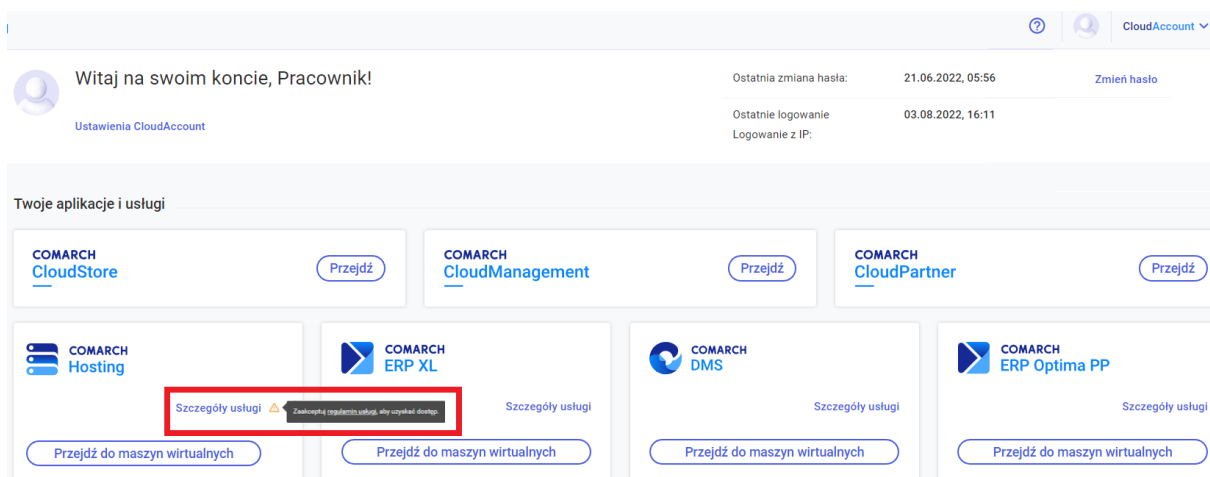 CloudAccount
Witaj na swoim koncie, Pracownik!
Ustawienia CloudAccount
Ostatnia zmiana hasła: 21.06.2022, 05:56 Zmień hasło
Ostatnie logowanie 03.08.2022, 16:11
Logowanie z IP:
Twoje aplikacje i usługi
COMARCH
CloudStore
Przejdź
COMARCH
CloudManagement
Przejdź
COMARCH
CloudPartner
Przejdź
COMARCH
Hosting
Szczegóły usługi
Zaakceptuj regulamin usługi, aby uzyskać dostęp.
Przejdź do maszyn wirtualnych
COMARCH
ERP XL
Szczegóły usługi
Przejdź do maszyn wirtualnych
COMARCH
DMS
Szczegóły usługi
Przejdź do maszyn wirtualnych
COMARCH
ERP Optima PP
Szczegóły usługi
Przejdź do maszyn wirtualnych